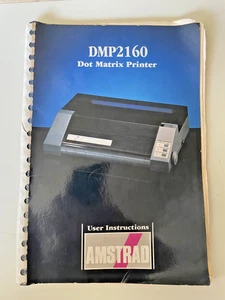 DMP2160
Dot Matrix Printer
User Instructions
AMSTRAD